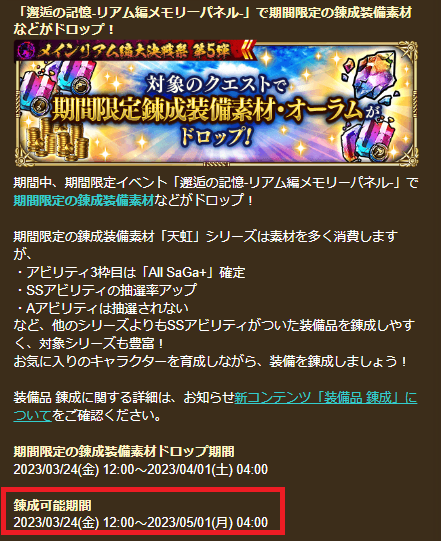 「邂逅の記憶-リアム編メモリーパネル-」で期間限定の錬成装備素材
などがドロップ！
メインリアム編大決戦祭 第5弾
対象のクエストで
期間限定錬成装備素材・オーラムが
ドロップ!
期間中、期間限定イベント「邂逅の記憶-リアム編メモリーパネル-」で
期間限定の錬成装備素材などがドロップ！
期間限定の錬成装備素材「天虹」シリーズは素材を多く消費します
が、
・アビリティ3枠目は「All SaGa+」確定
・SSアビリティの抽選率アップ
・Aアビリティは抽選されない
など、他のシリーズよりもSSアビリティがついた装備品を錬成しやす
く、対象シリーズも豊富！
お気に入りのキャラクターを育成しながら、装備を錬成しましょう！
装備品 錬成に関する詳細は、お知らせ新コンテンツ「装備品 錬成」に
ついてをご確認ください。
期間限定の錬成装備素材ドロップ期間
2023/03/24(金) 12:00～2023/04/01(土) 04:00
錬成可能期間
2023/03/24(金) 12:00～2023/05/01(月) 04:00